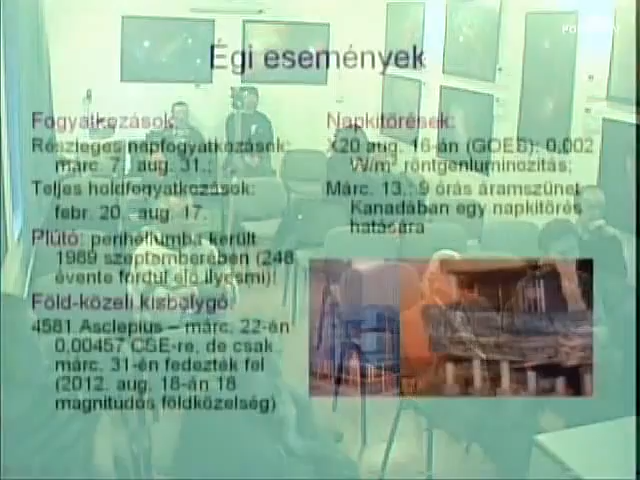 Égi események
Fogyatkozások:
Részleges napfogyatkozások:
márc. 7., aug. 31.;
Teljes holdfogyatkozások:
febr. 20., aug. 17.
Plútó: perihéliumba került
1989 szeptemberében (248
évente fordul elő ilyesmi)!
Föld-közeli kisbolygó:
4581 Asclepius – márc. 22-én
0,00457 CSE-re, de csak
márc. 31-én fedezték fel
(2012. aug. 18-án 18
magnitúdós földközelség)
Napkitörések:
X20 aug. 16-án (GOES): 0,002
W/m² röntgenluminozitás;
Márc. 13.: 9 órás áramszünet
Kanadában egy napkitörés
hatására